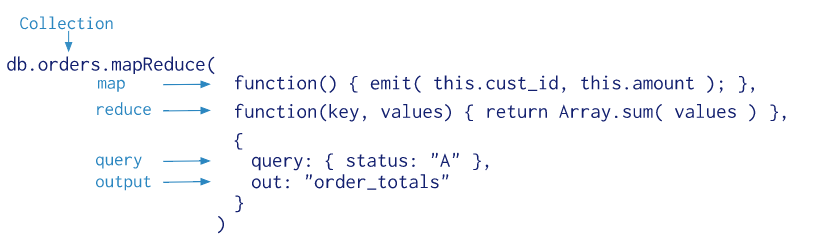 Collection
db.orders.mapReduce(
map function() { emit( this.cust_id, this.amount ); },
reduce function(key, values) { return Array.sum( values ) },
{
query query: { status: "A" },
output out: "order_totals"
}
)